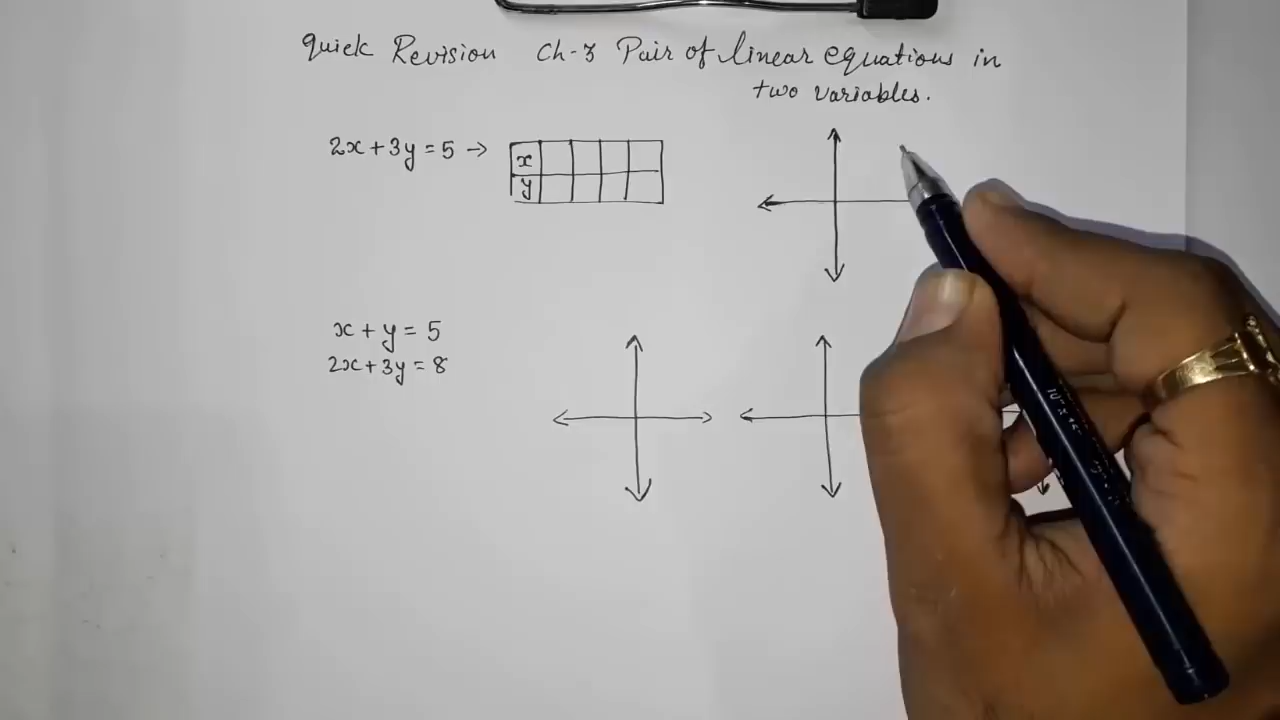 Quick Revision Ch-3 Pair of linear equations in
two variables.
2x+3y=5 →
x
y
x+y=5
2x+3y=8